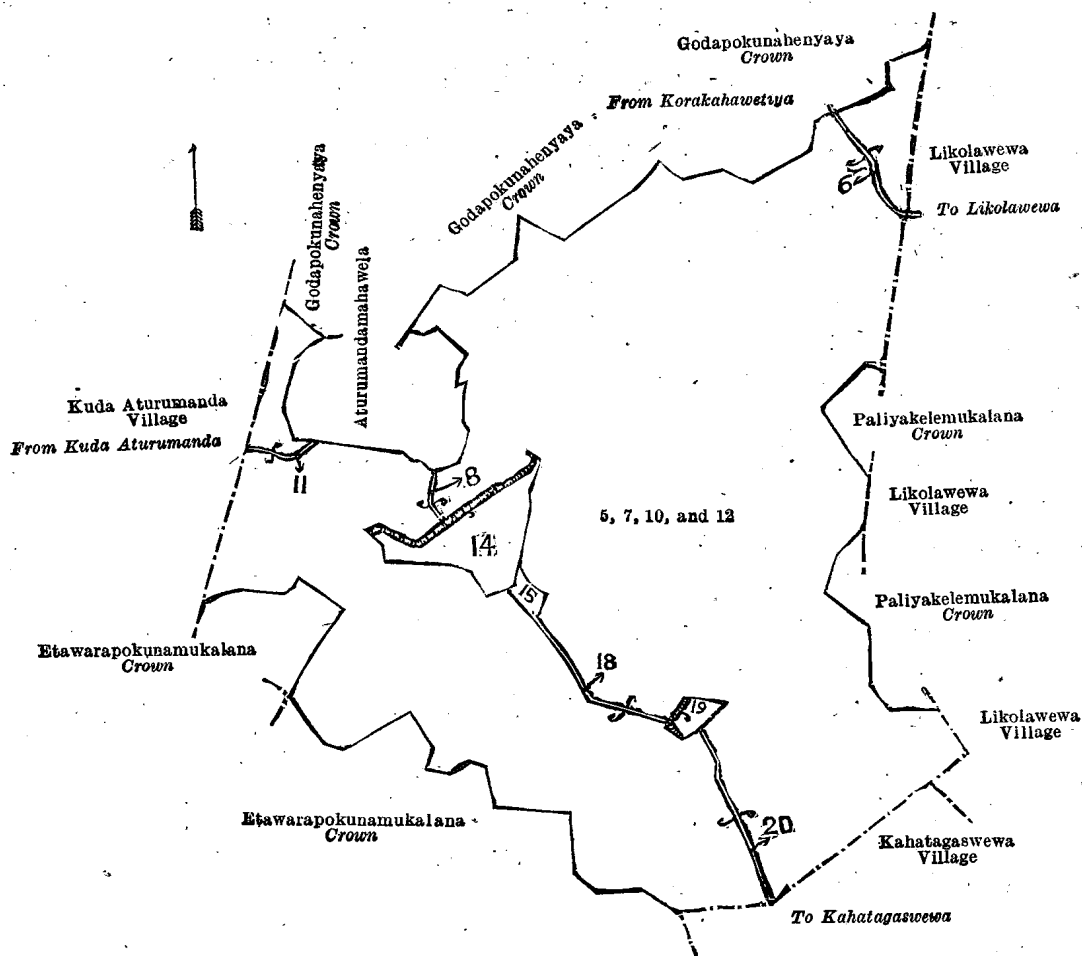 Godapokunahenyaya
Crown
From Korakahawetiya
Likolawewa
Village
6
To Likolawewa
Godapokunahenyaya
Crown
Godapokunahenyaya
Crown
Aturumandamahawela
Kuda Aturumanda
Village
From Kuda Aturumanda
11
8
Paliyakelemukalana
Crown
Likolawewa
Village
5, 7, 10, and 12
14
15
Paliyakelemukalana
Crown
Etawarapokunamukalana
Crown
18
19
Likolawewa
Village
Etawarapokunamukalana
Crown
20
Kahatagaswewa
Village
To Kahatagaswewa